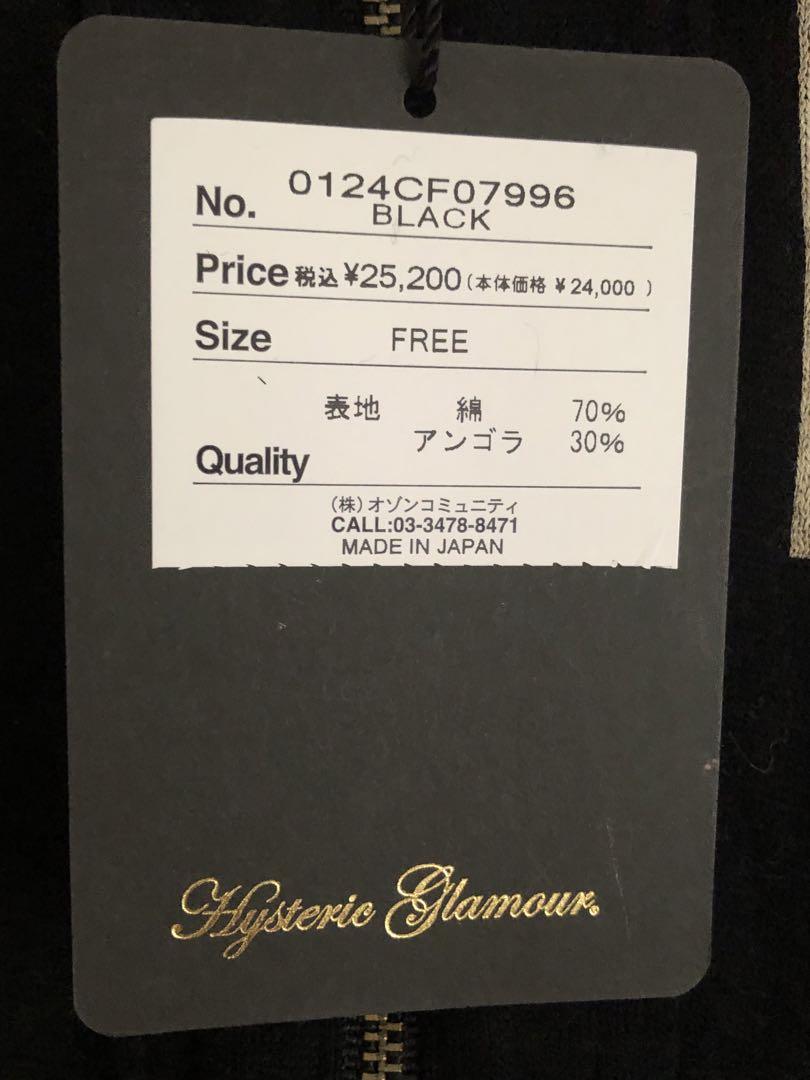 No. 0124CF07996
BLACK
Price 税込 ¥25,200 (本体価格 ¥24,000 )
Size FREE
表地 綿 70%
アンゴラ 30%
Quality
(株)オゾンコミュニティ
CALL:03-3478-8471
MADE IN JAPAN
Hysteric Glamour.